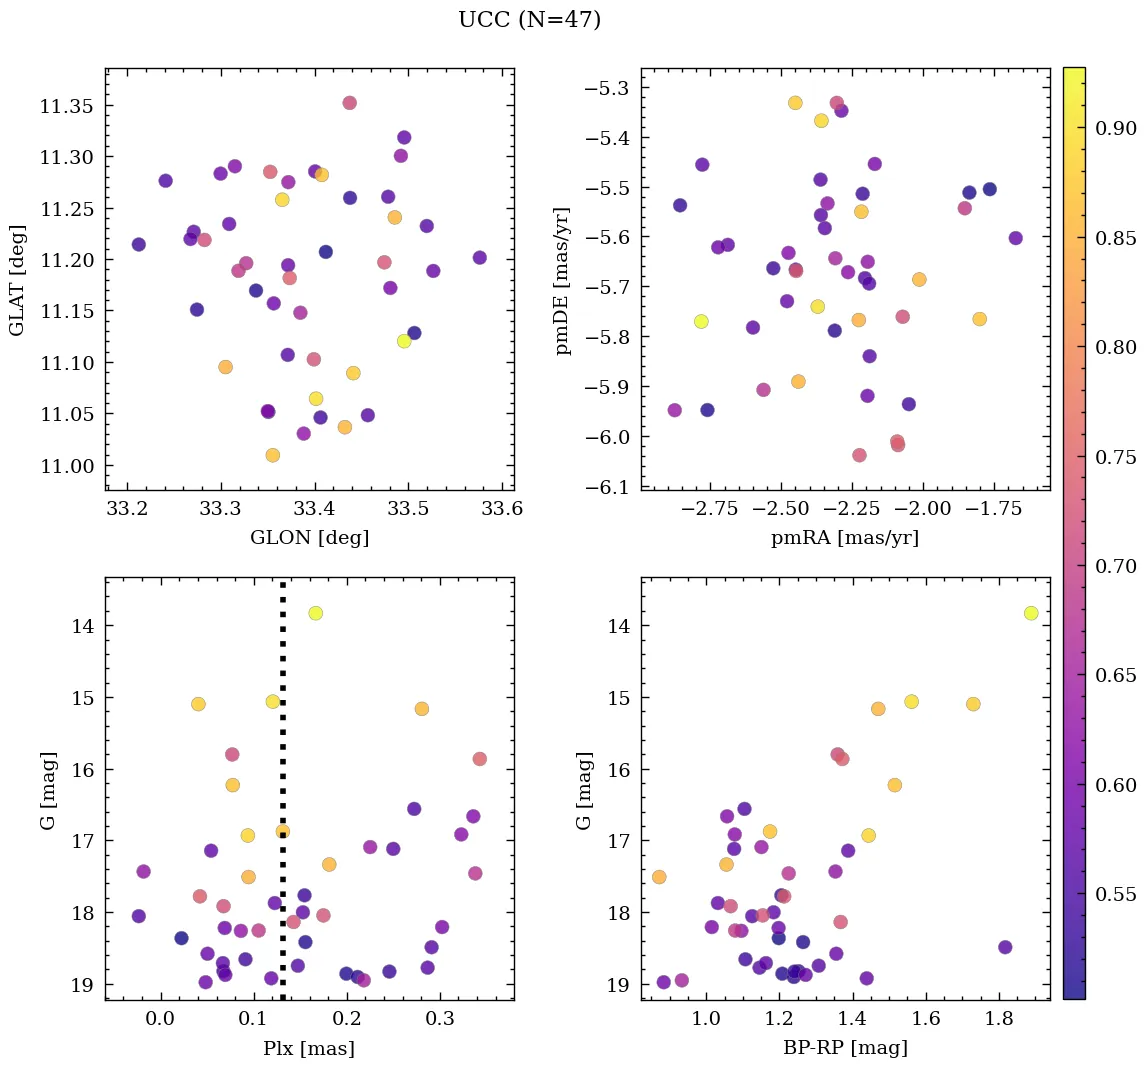 UCC (N=47)
11.35
11.30
11.25
11.20
11.15
11.10
11.05
11.00
GLAT [deg]
33.2 33.3 33.4 33.5 33.6
GLON [deg]
−5.3
−5.4
−5.5
−5.6
−5.7
−5.8
−5.9
−6.0
−6.1
pmDE [mas/yr]
−2.75 −2.50 −2.25 −2.00 −1.75
pmRA [mas/yr]
14
15
16
17
18
19
G [mag]
0.0 0.1 0.2 0.3
Plx [mas]
14
15
16
17
18
19
G [mag]
1.0 1.2 1.4 1.6 1.8
BP-RP [mag]
0.90
0.85
0.80
0.75
0.70
0.65
0.60
0.55